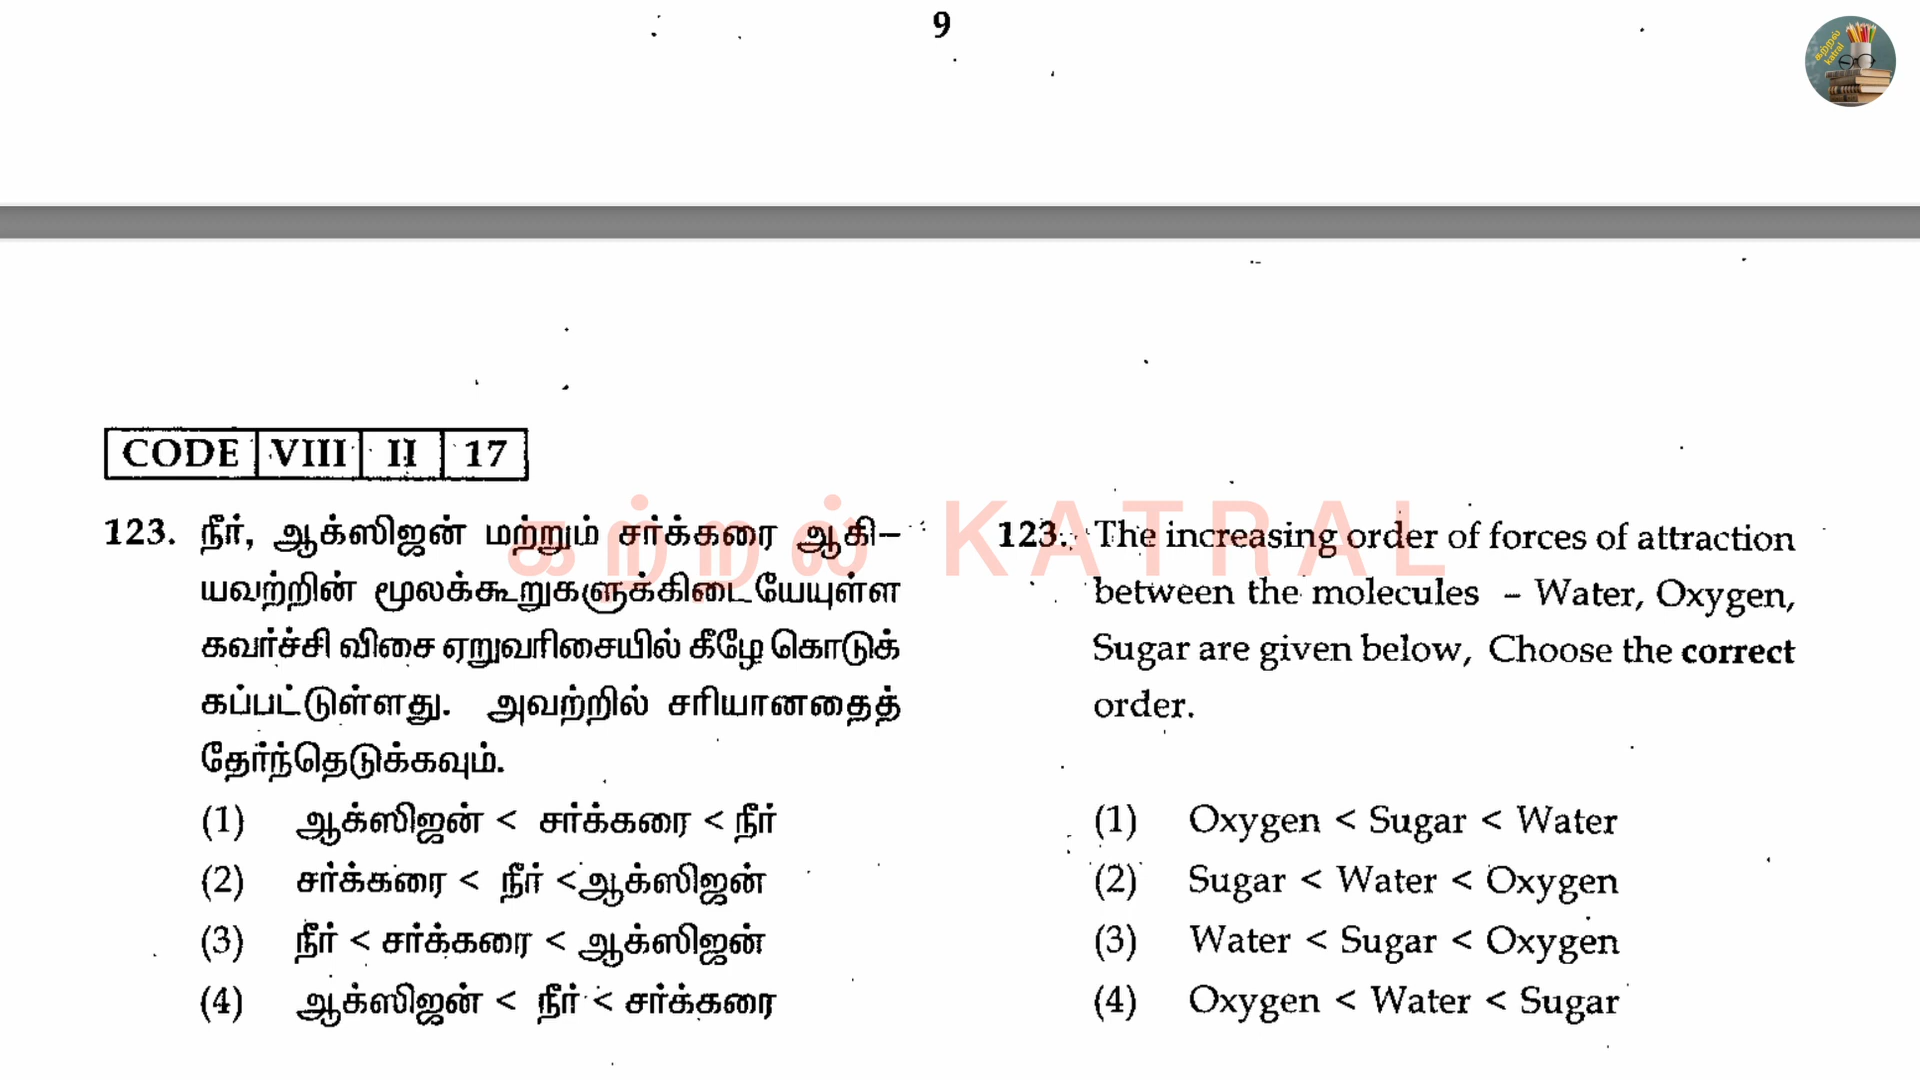 9
கற்றல்
katral
CODE VIII II 17
கற்றல் KATRAL
123. நீர், ஆக்ஸிஜன் மற்றும் சர்க்கரை ஆகி–
யவற்றின் மூலக்கூறுகளுக்கிடையேயுள்ள
கவர்ச்சி விசை ஏறுவரிசையில் கீழே கொடுக்
கப்பட்டுள்ளது. அவற்றில் சரியானதைத்
தேர்ந்தெடுக்கவும்.
(1) ஆக்ஸிஜன் < சர்க்கரை < நீர்
(2) சர்க்கரை < நீர் <ஆக்ஸிஜன்
(3) நீர் < சர்க்கரை < ஆக்ஸிஜன்
(4) ஆக்ஸிஜன் < நீர் < சர்க்கரை
123. The increasing order of forces of attraction
between the molecules – Water, Oxygen,
Sugar are given below, Choose the correct
order.
(1) Oxygen < Sugar < Water
(2) Sugar < Water < Oxygen
(3) Water < Sugar < Oxygen
(4) Oxygen < Water < Sugar